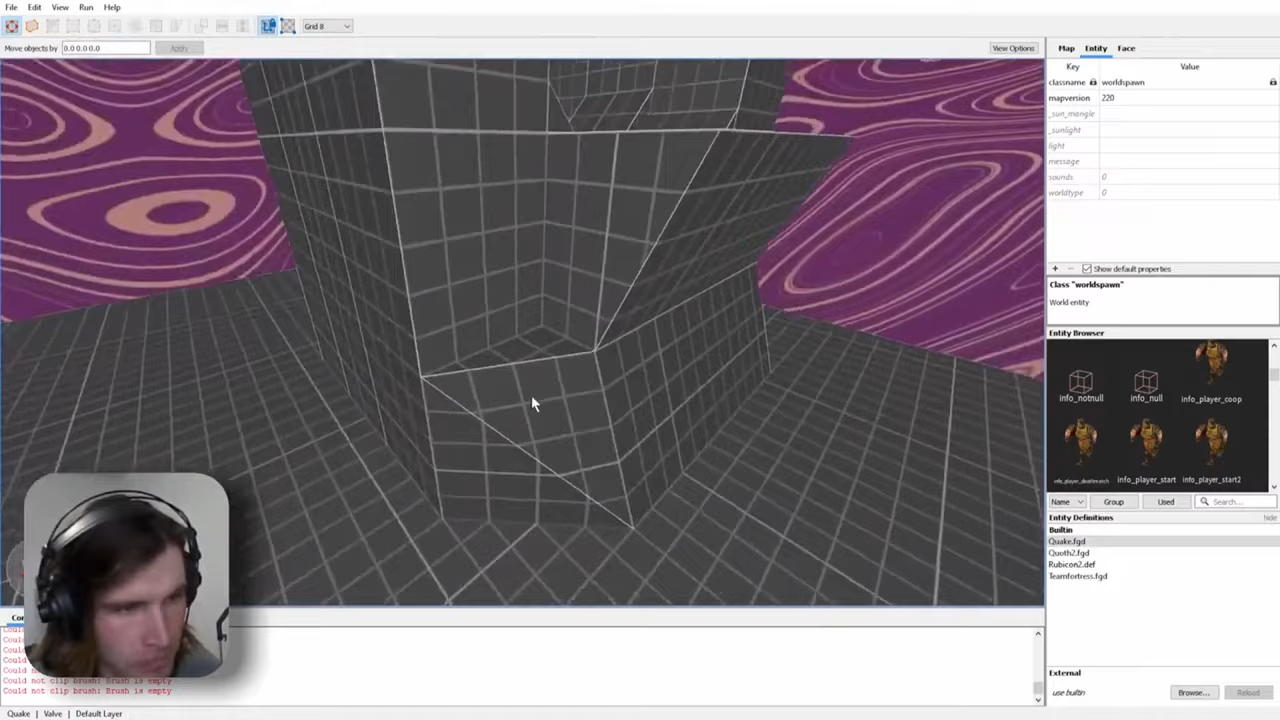 File Edit View Run Help
Grid 8
Move objects by 0.0 0.0 0.0 Apply View Options
Map Entity Face
Key Value
classname worldspawn
mapversion 220
_sun_mangle
_sunlight
light
message
sounds 0
worldtype 0
+ − Show default properties
Class "worldspawn"
World entity
Entity Browser
info_notnull info_null info_player_coop
info_player_deathmatch info_player_start info_player_start2
Name Group Used Search...
Entity Definitions hide
Builtin
Quake.fgd
Quoth2.fgd
Rubicon2.def
Teamfortress.fgd
External
use builtin Browse... Reload
Could not clip brush: Brush is empty
Could not clip brush: Brush is empty
Quake | Valve | Default Layer